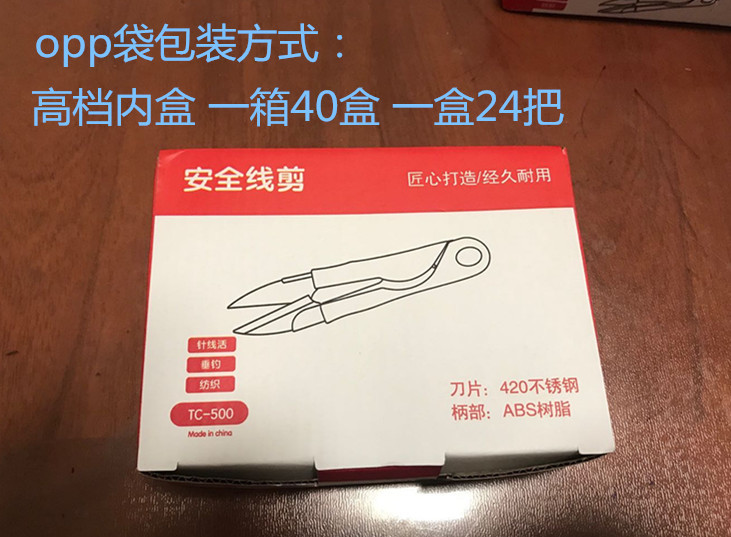 opp袋包装方式：
高档内盒 一箱40盒 一盒24把
安全线剪
匠心打造/经久耐用
针线活
垂钓
纺织
TC-500
Made in china
刀片：420不锈钢
柄部：ABS树脂